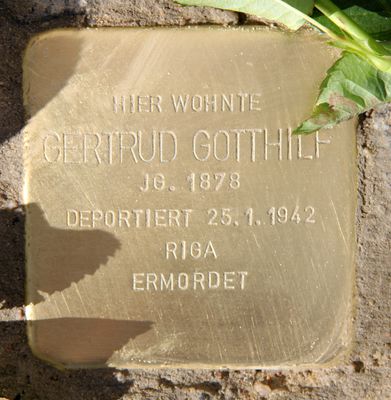 HIER WOHNTE
GERTRUD GOTTHILF
JG. 1878
DEPORTIERT 25.1.1942
RIGA
ERMORDET